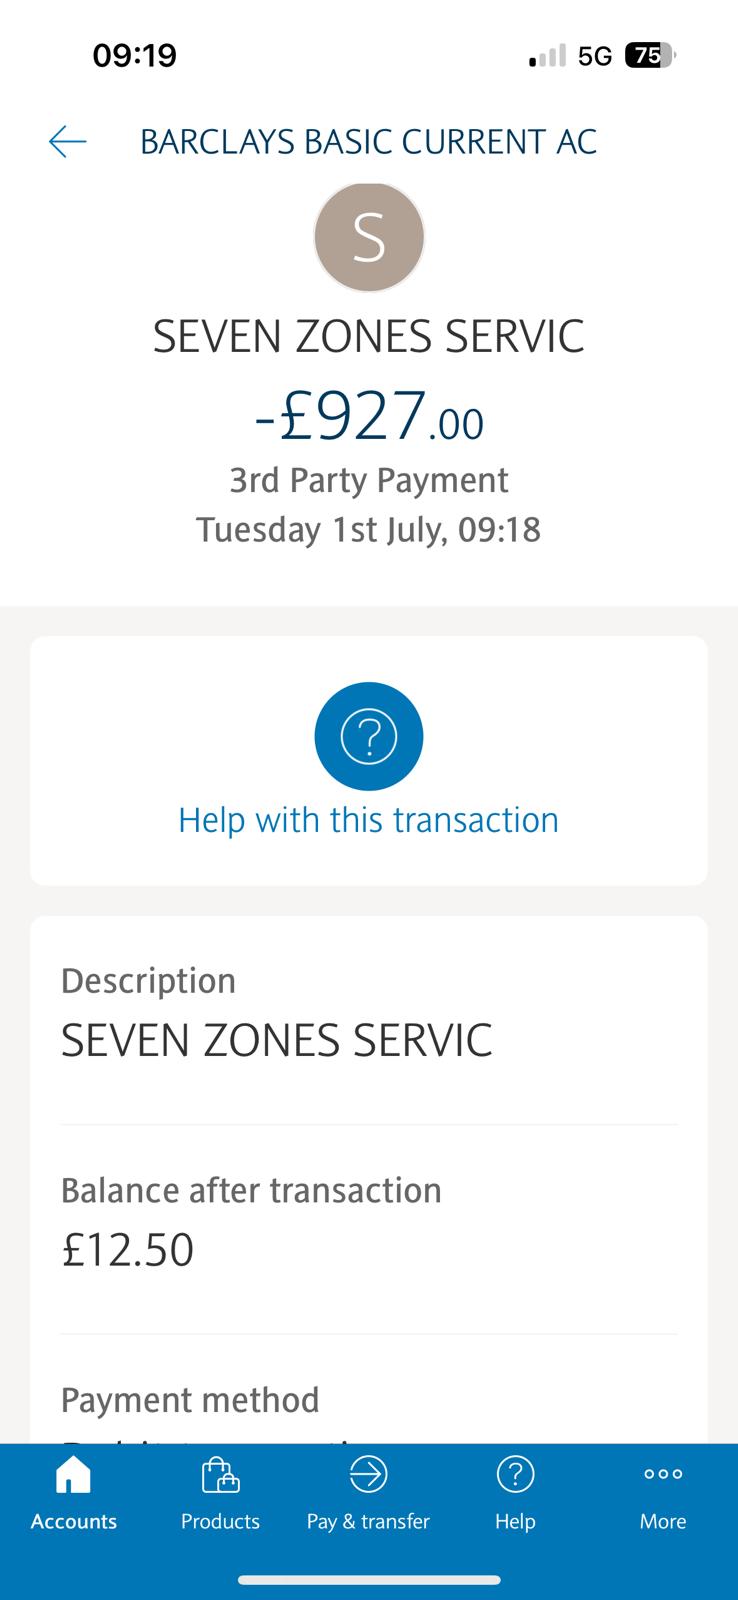 09:19
5G
75
BARCLAYS BASIC CURRENT AC
S
SEVEN ZONES SERVIC
-£927.00
3rd Party Payment
Tuesday 1st July, 09:18
?
Help with this transaction
Description
SEVEN ZONES SERVIC
Balance after transaction
£12.50
Payment method
Accounts
Products
Pay & transfer
?
Help
More